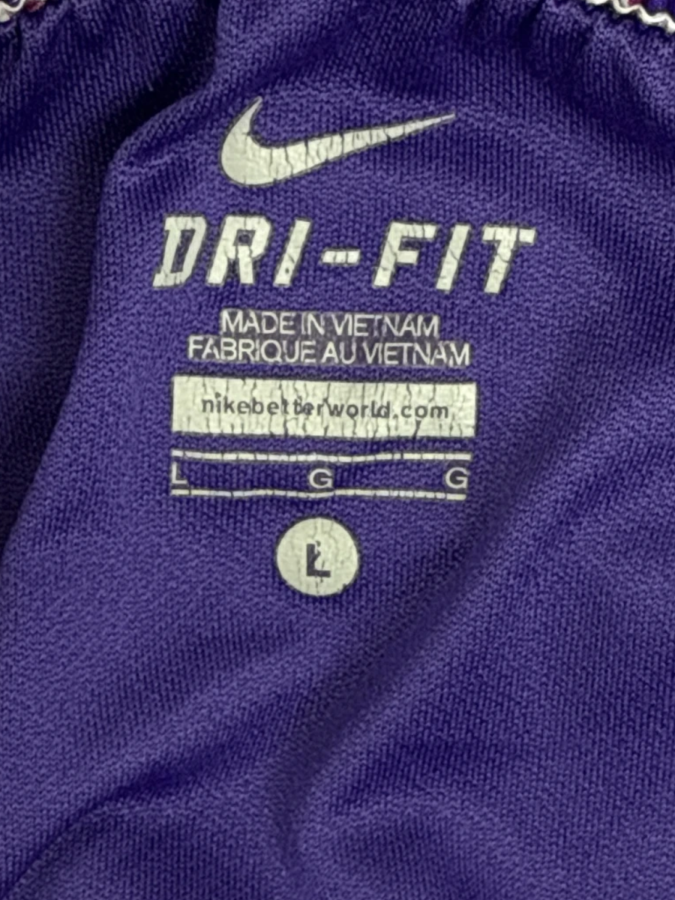 DRI-FIT
MADE IN VIETNAM
FABRIQUE AU VIETNAM
nikebetterworld.com
L G G
L